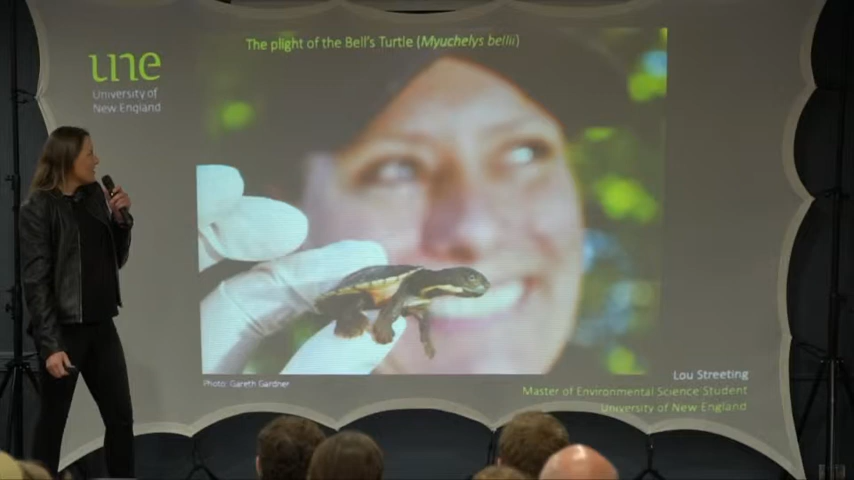 The plight of the Bell's Turtle (Myuchelys bellii)
une
University of
New England
Photo: Gareth Gardner
Lou Streeting
Master of Environmental Science Student
University of New England